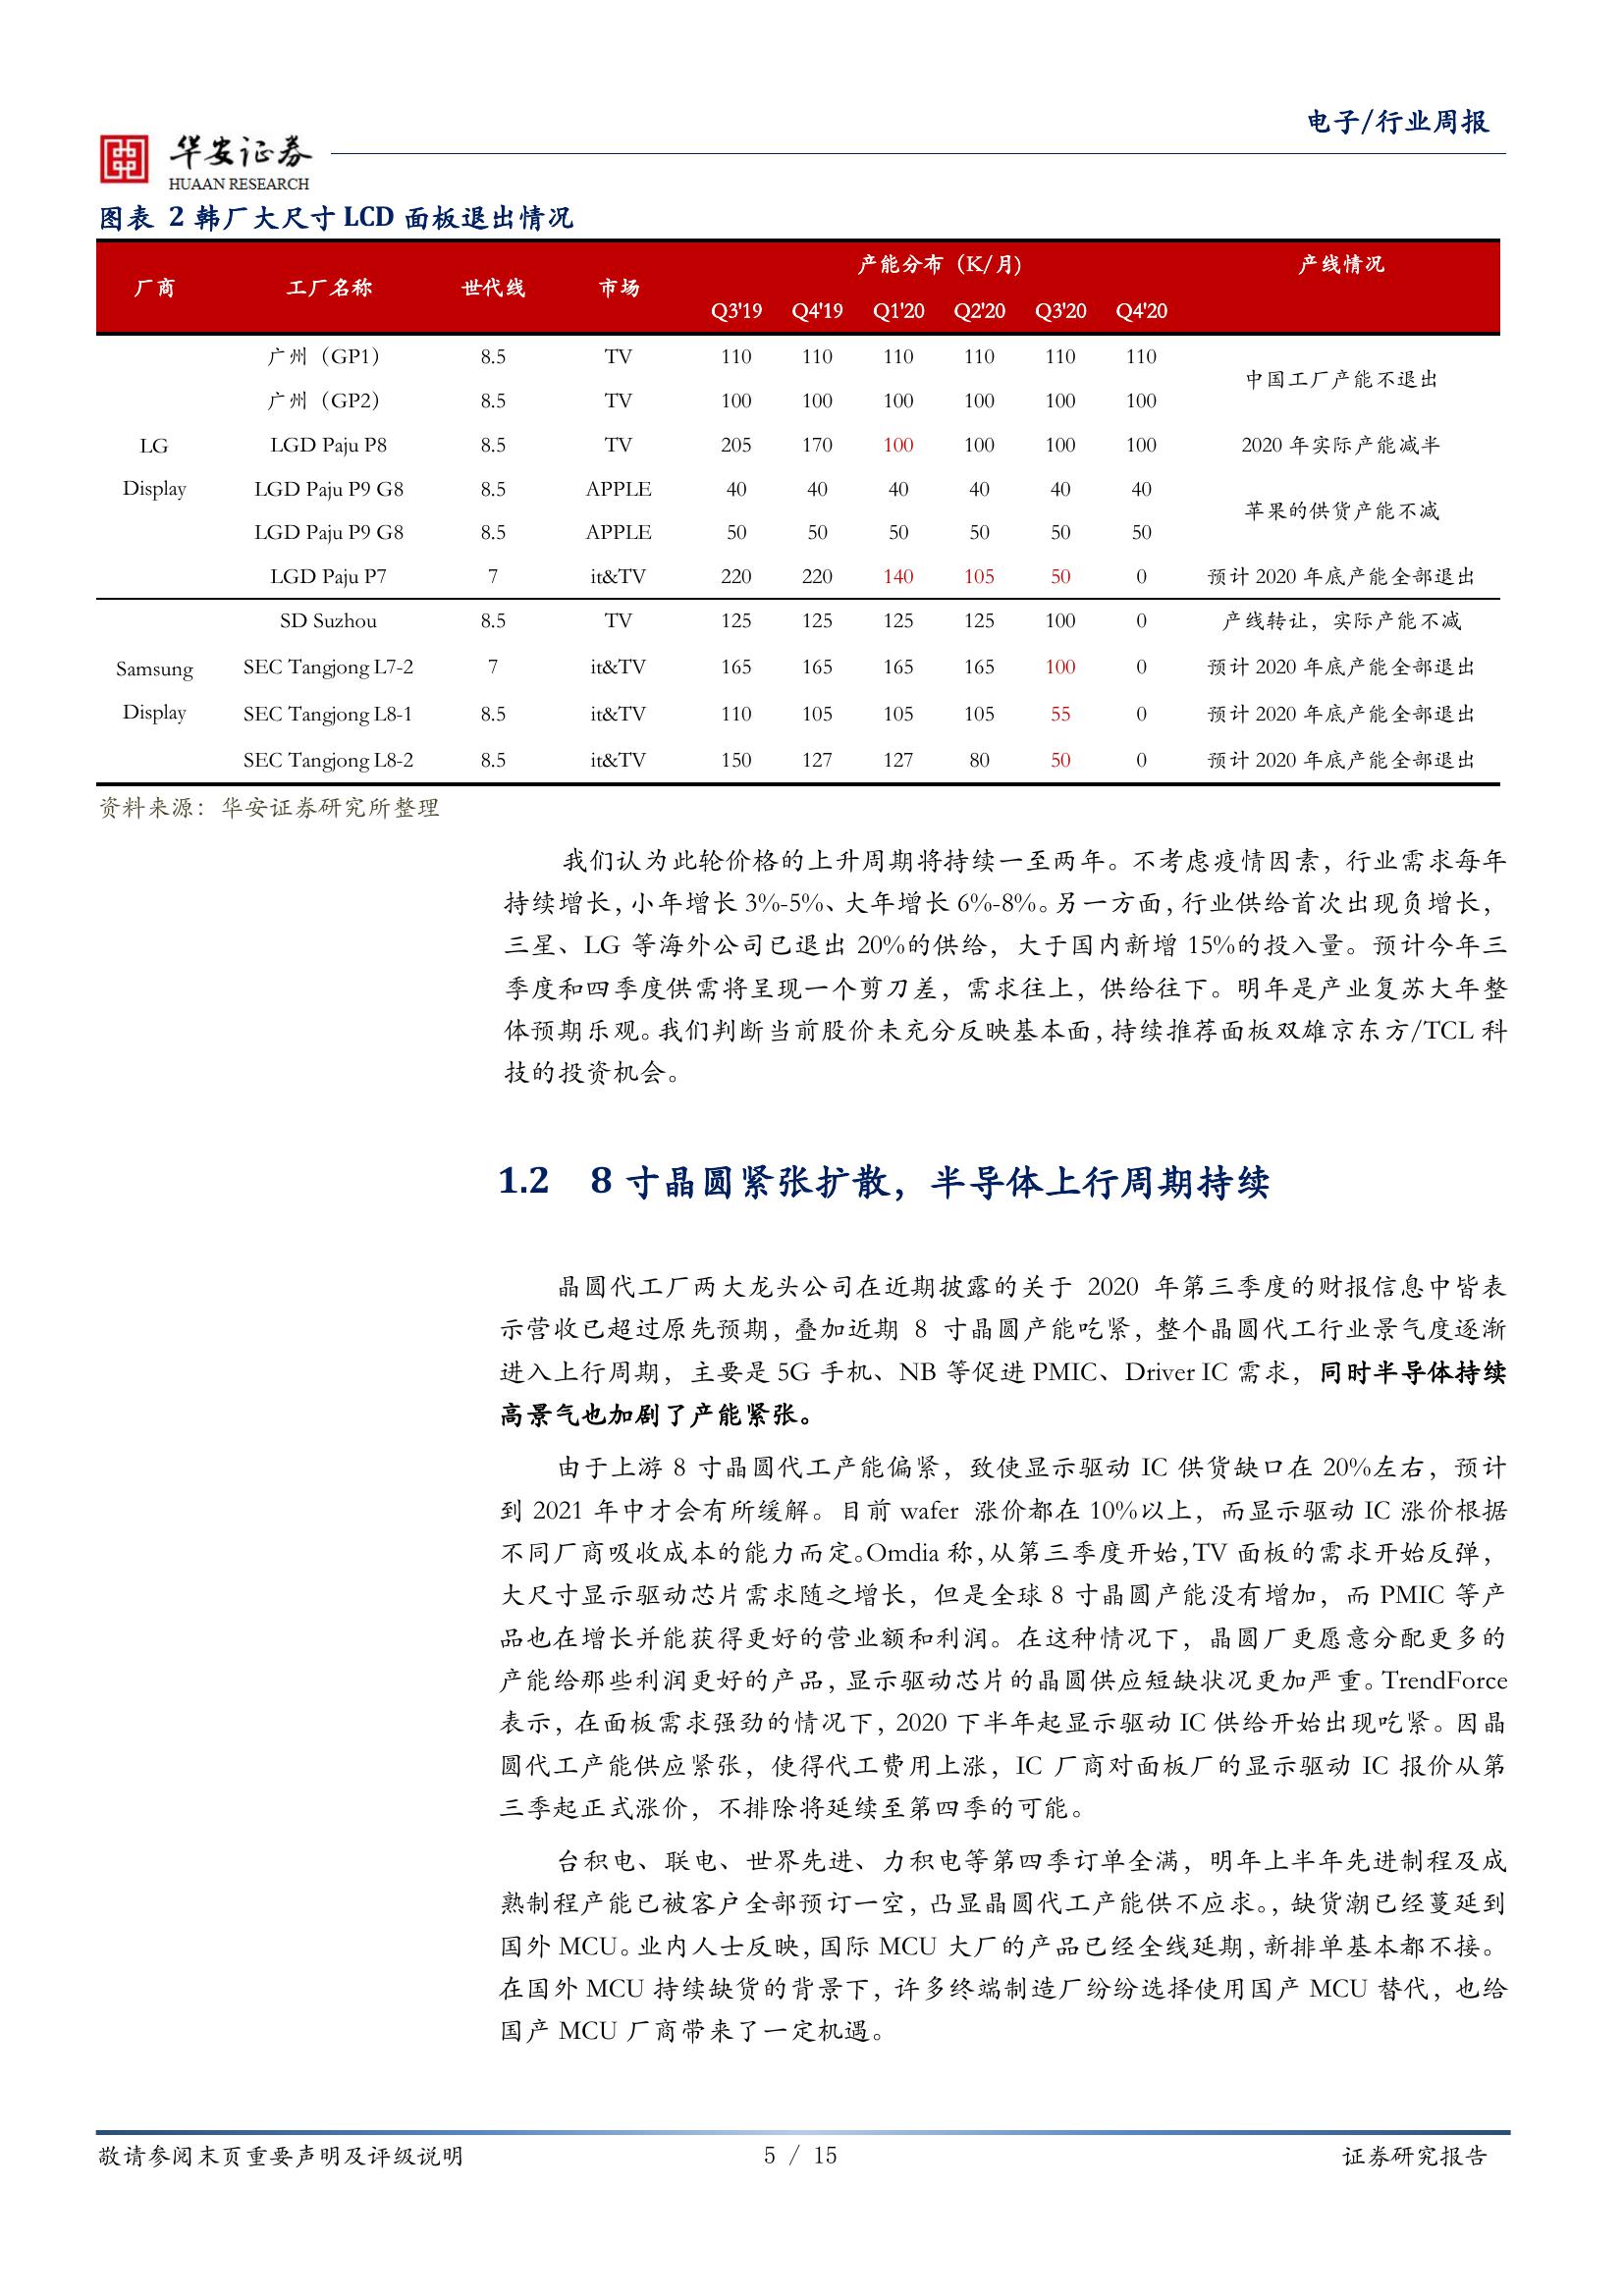 电子/行业周报
华安证券
HUAAN RESEARCH
图表 2 韩厂大尺寸 LCD 面板退出情况
厂商 工厂名称 世代线 市场 产能分布（K/月） 产线情况
Q3'19 Q4'19 Q1'20 Q2'20 Q3'20 Q4'20
广州（GP1） 8.5 TV 110 110 110 110 110 110
中国工厂产能不退出
广州（GP2） 8.5 TV 100 100 100 100 100 100
LG LGD Paju P8 8.5 TV 205 170 100 100 100 100 2020 年实际产能减半
Display LGD Paju P9 G8 8.5 APPLE 40 40 40 40 40 40
苹果的供货产能不减
LGD Paju P9 G8 8.5 APPLE 50 50 50 50 50 50
LGD Paju P7 7 it&TV 220 220 140 105 50 0 预计 2020 年底产能全部退出
SD Suzhou 8.5 TV 125 125 125 125 100 0 产线转让，实际产能不减
Samsung SEC Tangjong L7-2 7 it&TV 165 165 165 165 100 0 预计 2020 年底产能全部退出
Display SEC Tangjong L8-1 8.5 it&TV 110 105 105 105 55 0 预计 2020 年底产能全部退出
SEC Tangjong L8-2 8.5 it&TV 150 127 127 80 50 0 预计 2020 年底产能全部退出
资料来源：华安证券研究所整理
我们认为此轮价格的上升周期将持续一至两年。不考虑疫情因素，行业需求每年
持续增长，小年增长 3%-5%、大年增长 6%-8%。另一方面，行业供给首次出现负增长，
三星、LG 等海外公司已退出 20%的供给，大于国内新增 15%的投入量。预计今年三
季度和四季度供需将呈现一个剪刀差，需求往上，供给往下。明年是产业复苏大年整
体预期乐观。我们判断当前股价未充分反映基本面，持续推荐面板双雄京东方/TCL 科
技的投资机会。
1.2 8 寸晶圆紧张扩散，半导体上行周期持续
晶圆代工厂两大龙头公司在近期披露的关于 2020 年第三季度的财报信息中皆表
示营收已超过原先预期，叠加近期 8 寸晶圆产能吃紧，整个晶圆代工行业景气度逐渐
进入上行周期，主要是 5G 手机、NB 等促进 PMIC、Driver IC 需求，同时半导体持续
高景气也加剧了产能紧张。
由于上游 8 寸晶圆代工产能偏紧，致使显示驱动 IC 供货缺口在 20%左右，预计
到 2021 年中才会有所缓解。目前 wafer 涨价都在 10%以上，而显示驱动 IC 涨价根据
不同厂商吸收成本的能力而定。Omdia 称，从第三季度开始，TV 面板的需求开始反弹，
大尺寸显示驱动芯片需求随之增长，但是全球 8 寸晶圆产能没有增加，而 PMIC 等产
品也在增长并能获得更好的营业额和利润。在这种情况下，晶圆厂更愿意分配更多的
产能给那些利润更好的产品，显示驱动芯片的晶圆供应短缺状况更加严重。TrendForce
表示，在面板需求强劲的情况下，2020 下半年起显示驱动 IC 供给开始出现吃紧。因晶
圆代工产能供应紧张，使得代工费用上涨，IC 厂商对面板厂的显示驱动 IC 报价从第
三季起正式涨价，不排除将延续至第四季的可能。
台积电、联电、世界先进、力积电等第四季订单全满，明年上半年先进制程及成
熟制程产能已被客户全部预订一空，凸显晶圆代工产能供不应求。，缺货潮已经蔓延到
国外 MCU。业内人士反映，国际 MCU 大厂的产品已经全线延期，新排单基本都不接。
在国外 MCU 持续缺货的背景下，许多终端制造厂纷纷选择使用国产 MCU 替代，也给
国产 MCU 厂商带来了一定机遇。
敬请参阅末页重要声明及评级说明 5 / 15 证券研究报告